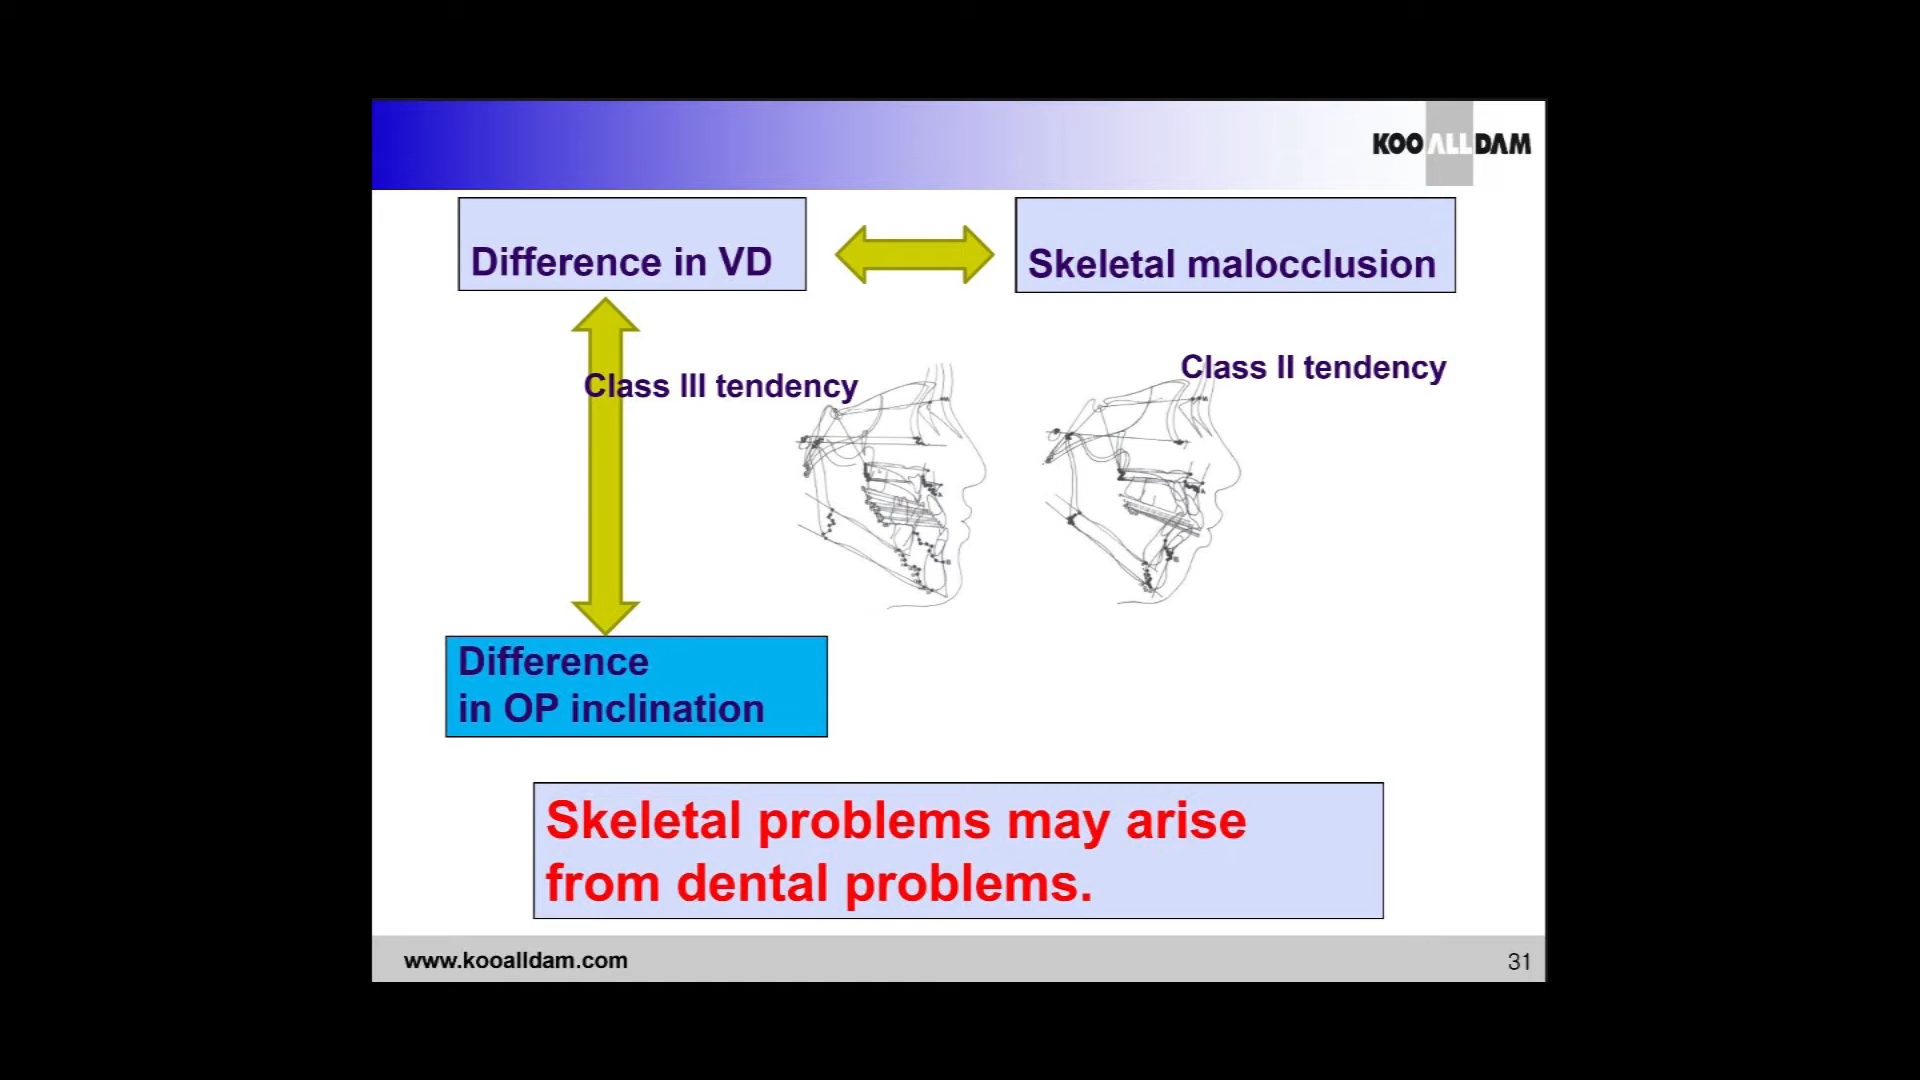 KOO ALL DAM
Difference in VD
Skeletal malocclusion
Class III tendency
Class II tendency
Difference
in OP inclination
Skeletal problems may arise
from dental problems.
www.kooalldam.com
31